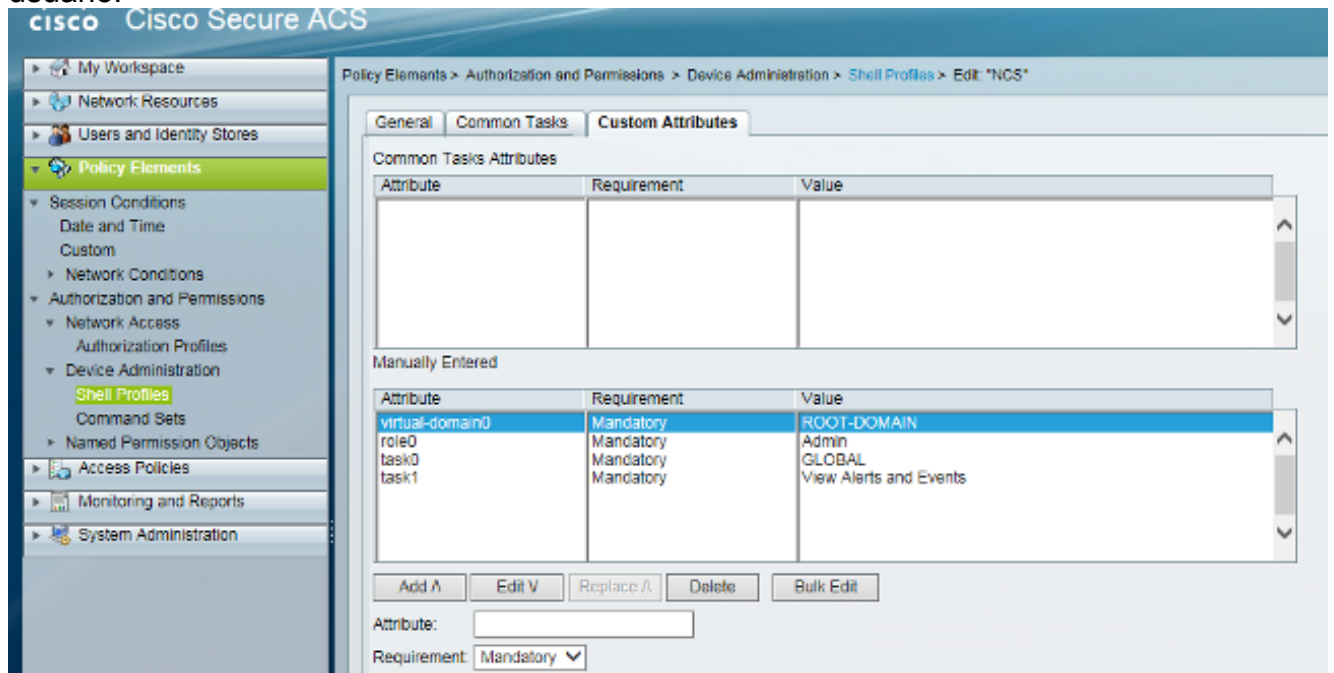 usuario.
cisco Cisco Secure ACS
My Workspace
Network Resources
Users and Identity Stores
Policy Elements
Session Conditions
Date and Time
Custom
Network Conditions
Authorization and Permissions
Network Access
Authorization Profiles
Device Administration
Shell Profiles
Command Sets
Named Permission Objects
Access Policies
Monitoring and Reports
System Administration
Policy Elements > Authorization and Permissions > Device Administration > Shell Profiles > Edit: "NCS"
General Common Tasks Custom Attributes
Common Tasks Attributes
Attribute Requirement Value
Manually Entered
Attribute Requirement Value
virtual-domain0 Mandatory ROOT-DOMAIN
role0 Mandatory Admin
task0 Mandatory GLOBAL
task1 Mandatory View Alerts and Events
Add Λ Edit V Replace Λ Delete Bulk Edit
Attribute:
Requirement: Mandatory